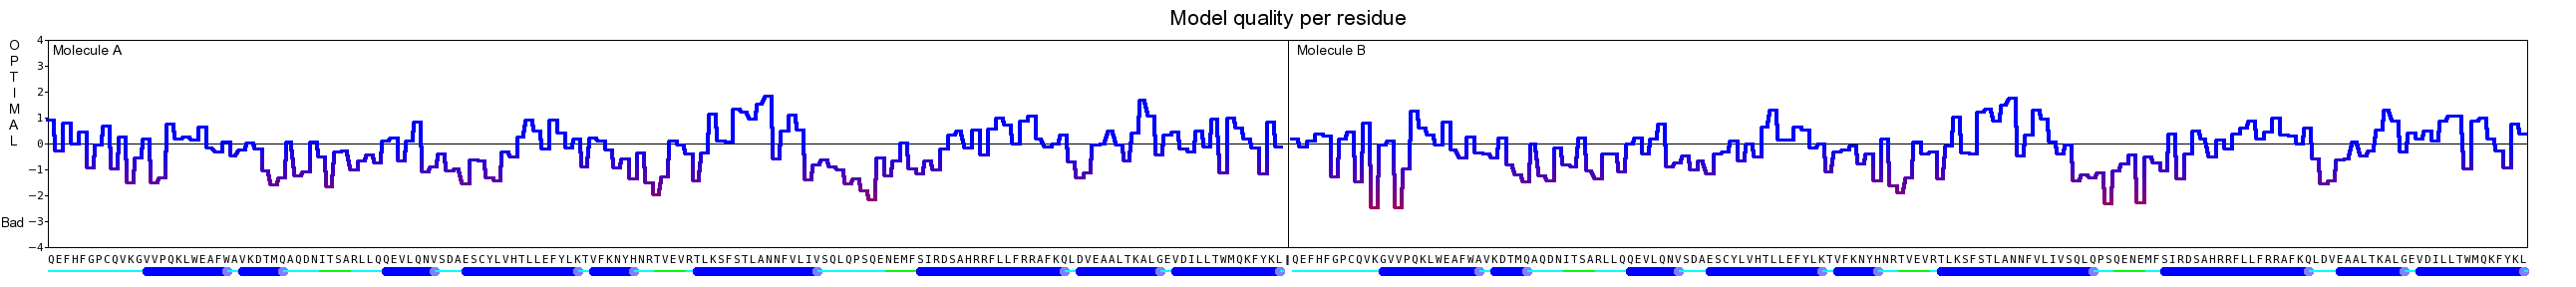 Model quality per residue
O
P
T
I
M
A
L
Bad
4
3
2
1
0
−1
−2
−3
−4
Molecule A
Molecule B
QEFHFGPCQVKGVVPQKLWEAFWAVKDTMQAQDNITSARLLQQEVLQNVSDAESCYLVHTLLEFYLKTVFKNYHNRTVEVRTLKSFSTLANNFVLIVSQLQPSQENEMFSIRDSAHRRFLLFRRAFKQLDVEAALTKALGEVDILLTWMQKFYKL
QEFHFGPCQVKGVVPQKLWEAFWAVKDTMQAQDNITSARLLQQEVLQNVSDAESCYLVHTLLEFYLKTVFKNYHNRTVEVRTLKSFSTLANNFVLIVSQLQPSQENEMFSIRDSAHRRFLLFRRAFKQLDVEAALTKALGEVDILLTWMQKFYKL